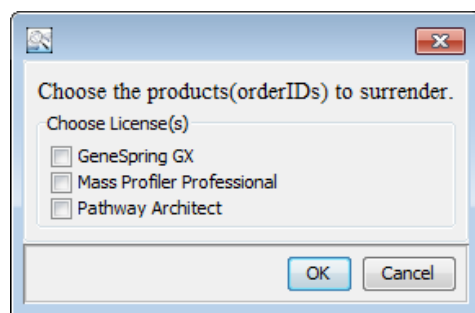 Choose the products(orderIDs) to surrender.
Choose License(s)
GeneSpring GX
Mass Profiler Professional
Pathway Architect
OK Cancel